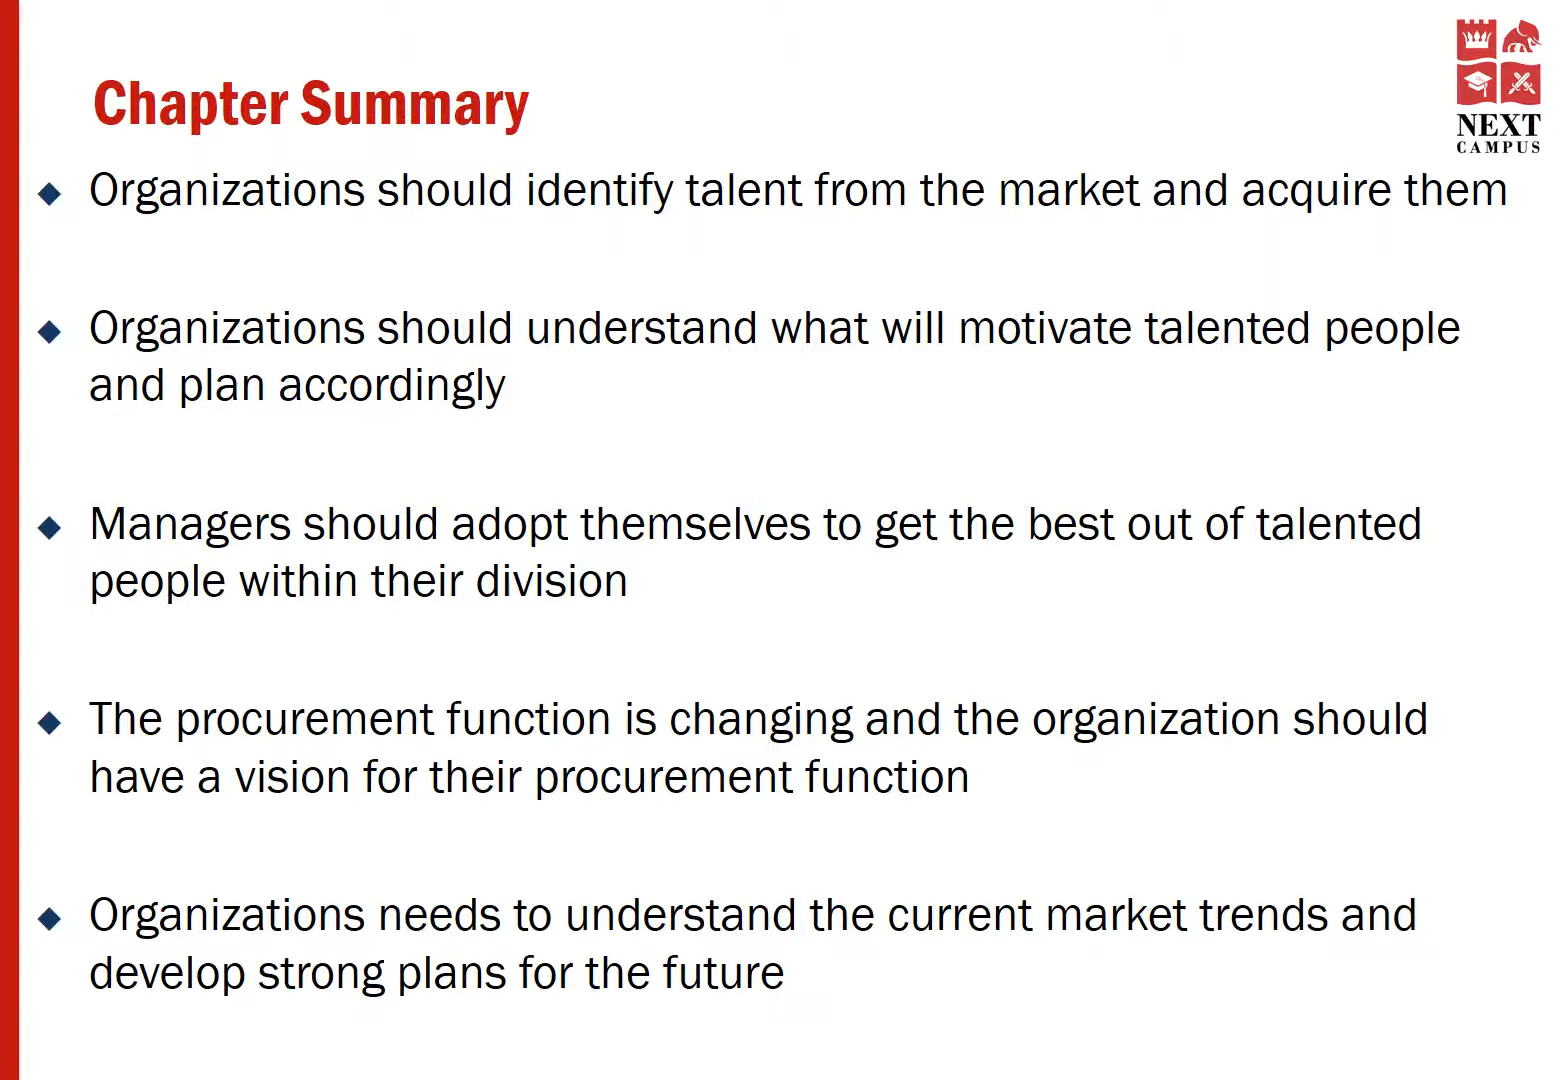 Chapter Summary
NEXT
CAMPUS
Organizations should identify talent from the market and acquire them
Organizations should understand what will motivate talented people
and plan accordingly
Managers should adopt themselves to get the best out of talented
people within their division
The procurement function is changing and the organization should
have a vision for their procurement function
Organizations needs to understand the current market trends and
develop strong plans for the future